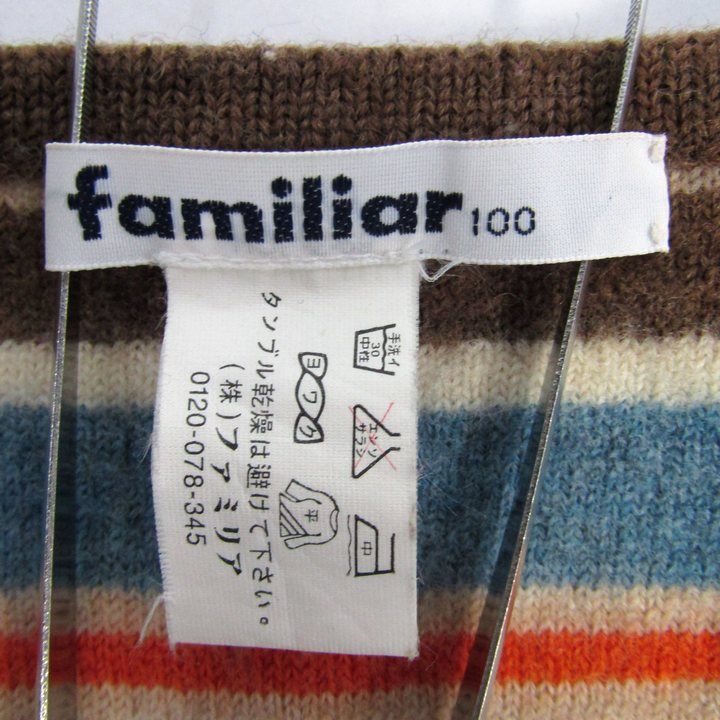 familiar 100
手洗イ
30
中性
エンソ
サラシ
ヨワク
平
中
タンブル乾燥は避けて下さい。
(株)ファミリア
0120-078-345